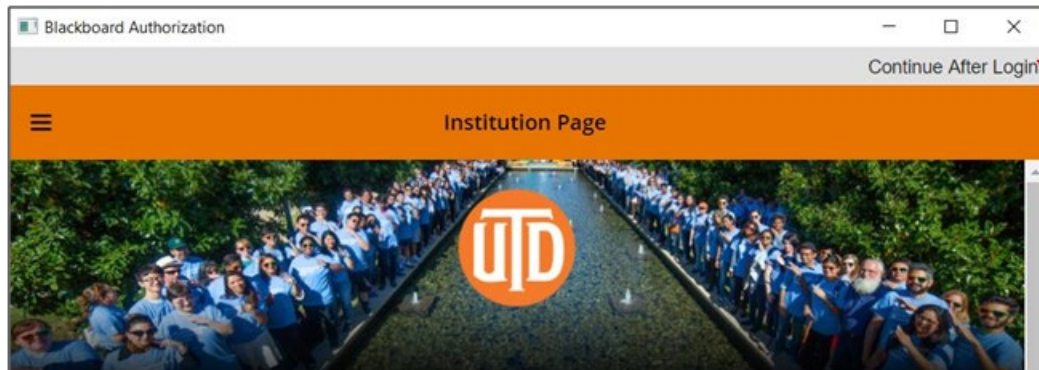 Blackboard Authorization
Continue After Login
Institution Page
UTD